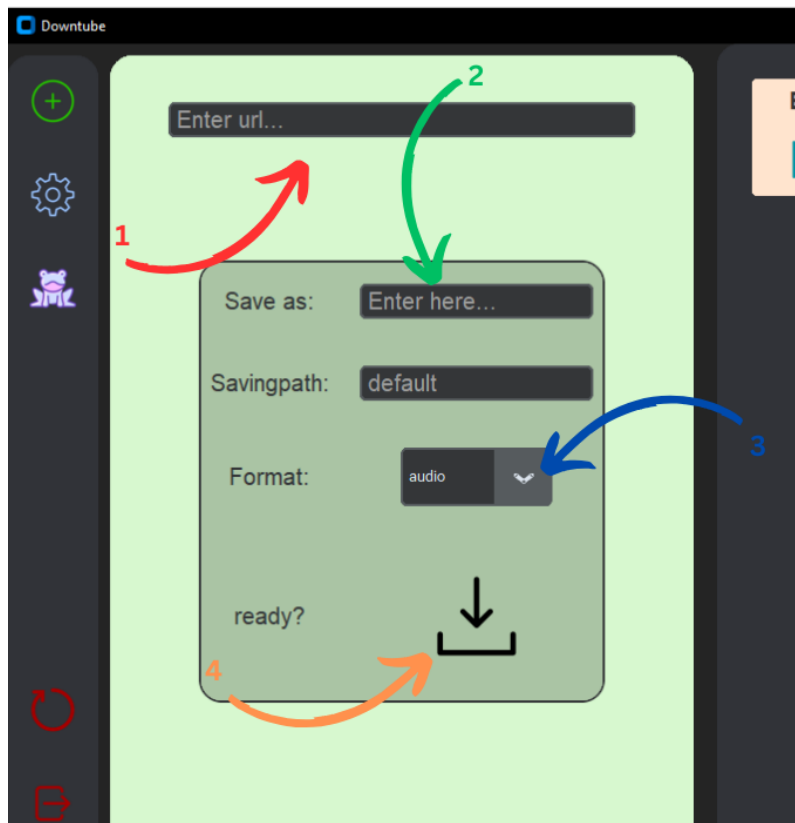 Downtube
2
Enter url...
1
Save as:
Enter here...
Savingpath:
default
3
Format:
audio
ready?
4